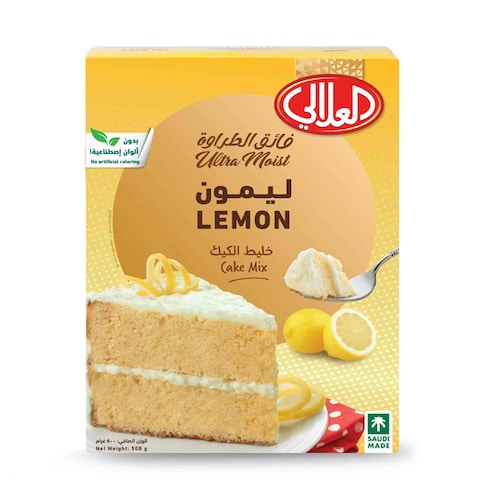 العلالي
فائق الطراوة
Ultra Moist
ليمون
LEMON
خليط الكيك
Cake Mix
بدون
ألوان إصطناعية!
No artificial coloring
الوزن الصافي: ٥٠٠ غرام
Net Weight: 500 g
SAUDI
MADE